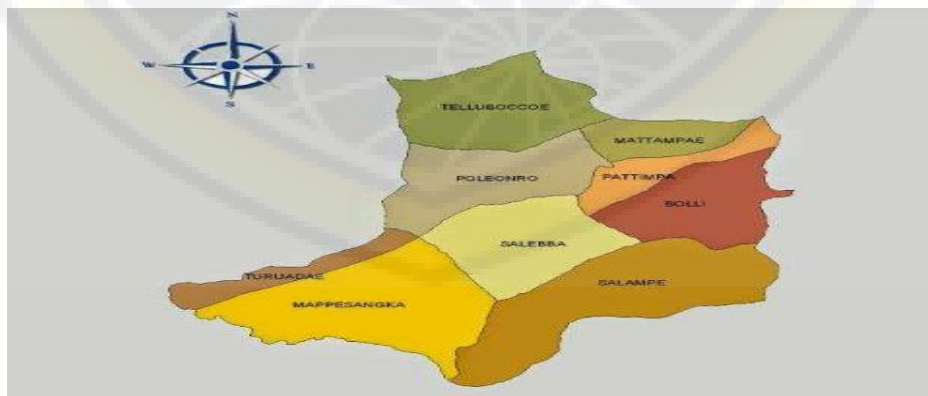 N
W E
S
TELLUBOCCOE
MATTAMPAE
POLEONRO
PATTIMPA
BOLLI
SALEBBA
TURUADAE
SALAMPE
MAPPESANGKA